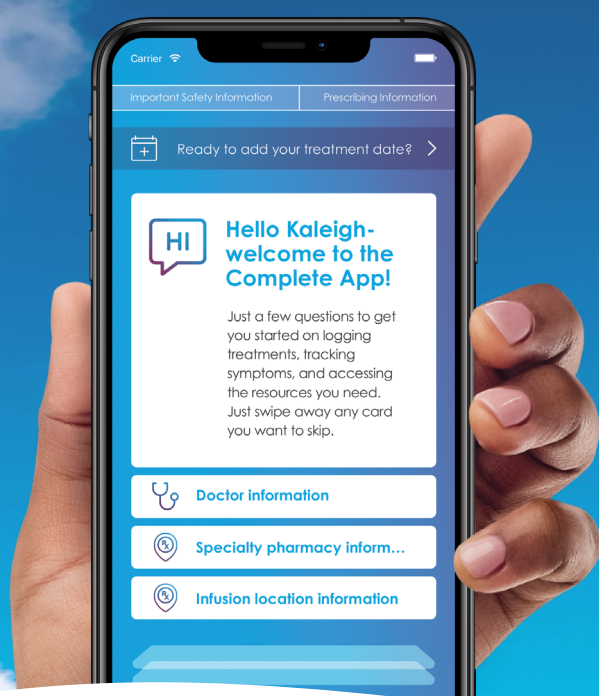 Carrier
Important Safety Information
Prescribing Information
Ready to add your treatment date?
HI
Hello Kaleigh-
welcome to the
Complete App!
Just a few questions to get
you started on logging
treatments, tracking
symptoms, and accessing
the resources you need.
Just swipe away any card
you want to skip.
Doctor information
Rx
Specialty pharmacy inform...
Rx
Infusion location information